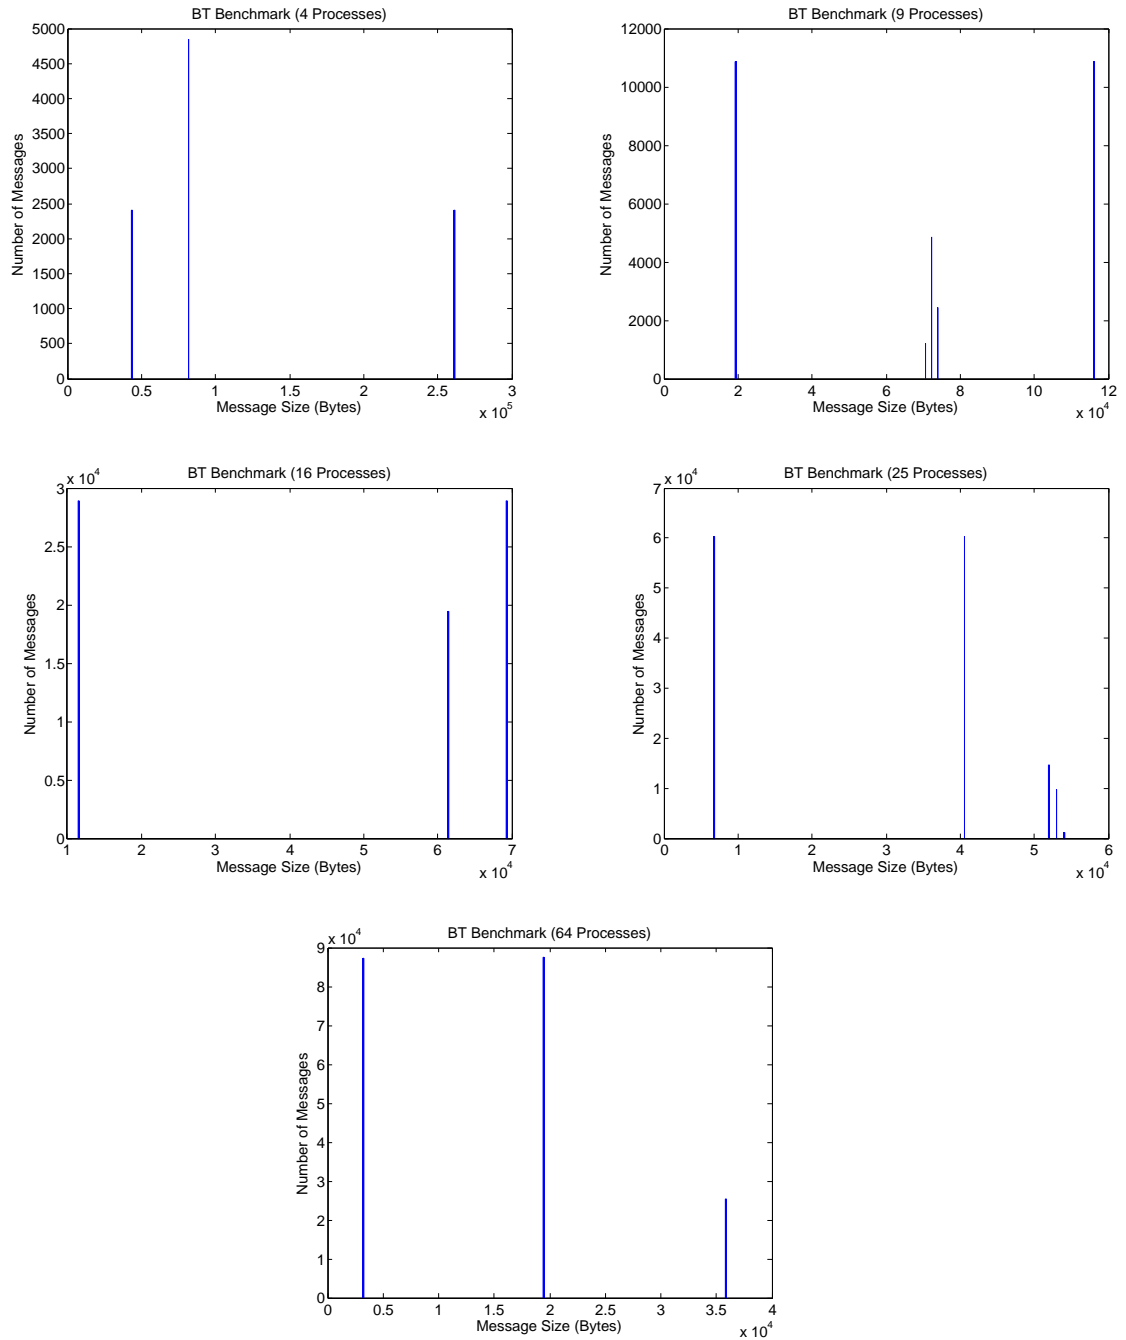 BT Benchmark (4 Processes)
5000
4500
4000
3500
3000
2500
2000
1500
1000
500
0
Number of Messages
0 0.5 1 1.5 2 2.5 3
Message Size (Bytes)
x 10^5
BT Benchmark (9 Processes)
12000
10000
8000
6000
4000
2000
0
Number of Messages
0 2 4 6 8 10 12
Message Size (Bytes)
x 10^4
BT Benchmark (16 Processes)
x 10^4
3
2.5
2
1.5
1
0.5
0
Number of Messages
1 2 3 4 5 6 7
Message Size (Bytes)
x 10^4
BT Benchmark (25 Processes)
x 10^4
7
6
5
4
3
2
1
0
Number of Messages
0 1 2 3 4 5 6
Message Size (Bytes)
x 10^4
BT Benchmark (64 Processes)
x 10^4
9
8
7
6
5
4
3
2
1
0
Number of Messages
0 0.5 1 1.5 2 2.5 3 3.5 4
Message Size (Bytes)
x 10^4